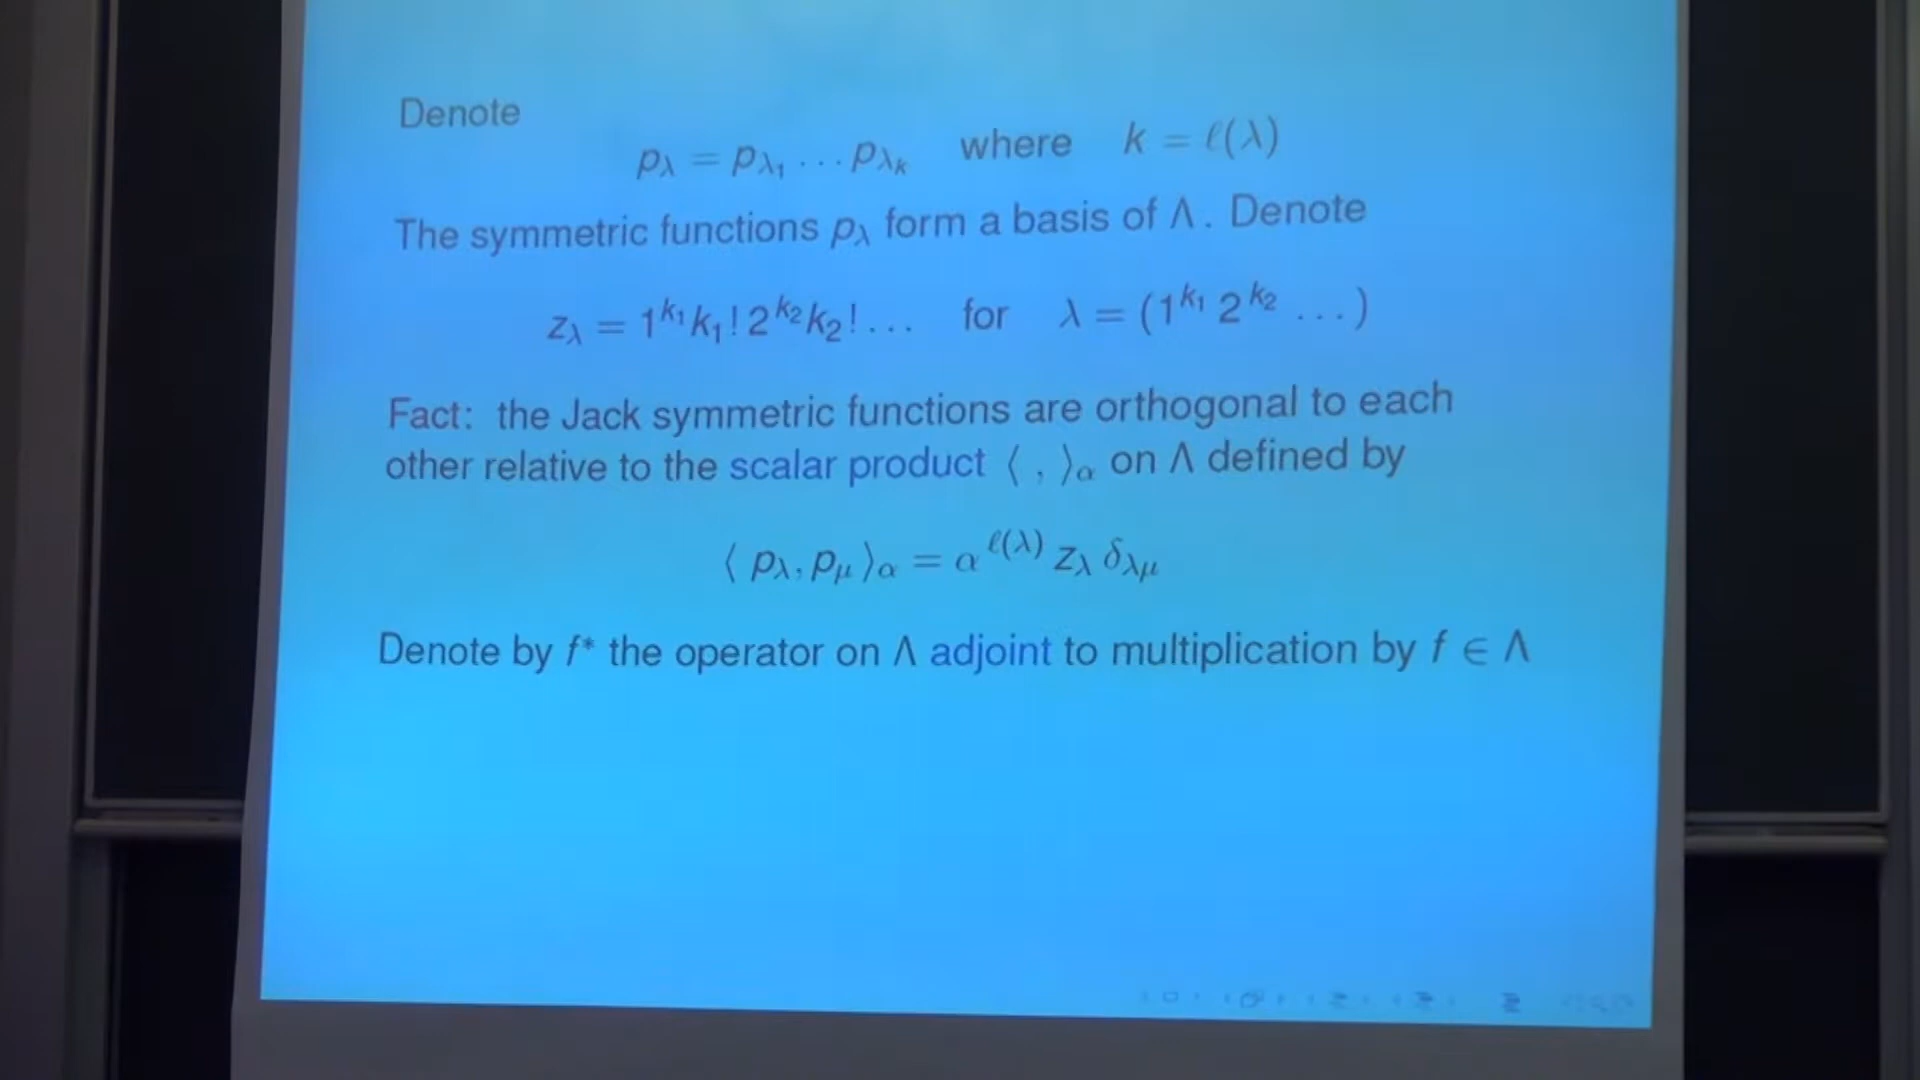 Denote
p_λ = p_{λ_1} ... p_{λ_k} where k = ℓ(λ)
The symmetric functions p_λ form a basis of Λ. Denote
z_λ = 1^{k_1} k_1! 2^{k_2} k_2! ... for λ = (1^{k_1} 2^{k_2} ...)
Fact: the Jack symmetric functions are orthogonal to each
other relative to the scalar product ⟨ , ⟩_α on Λ defined by
⟨ p_λ, p_μ ⟩_α = α^{ℓ(λ)} z_λ δ_{λμ}
Denote by f* the operator on Λ adjoint to multiplication by f ∈ Λ